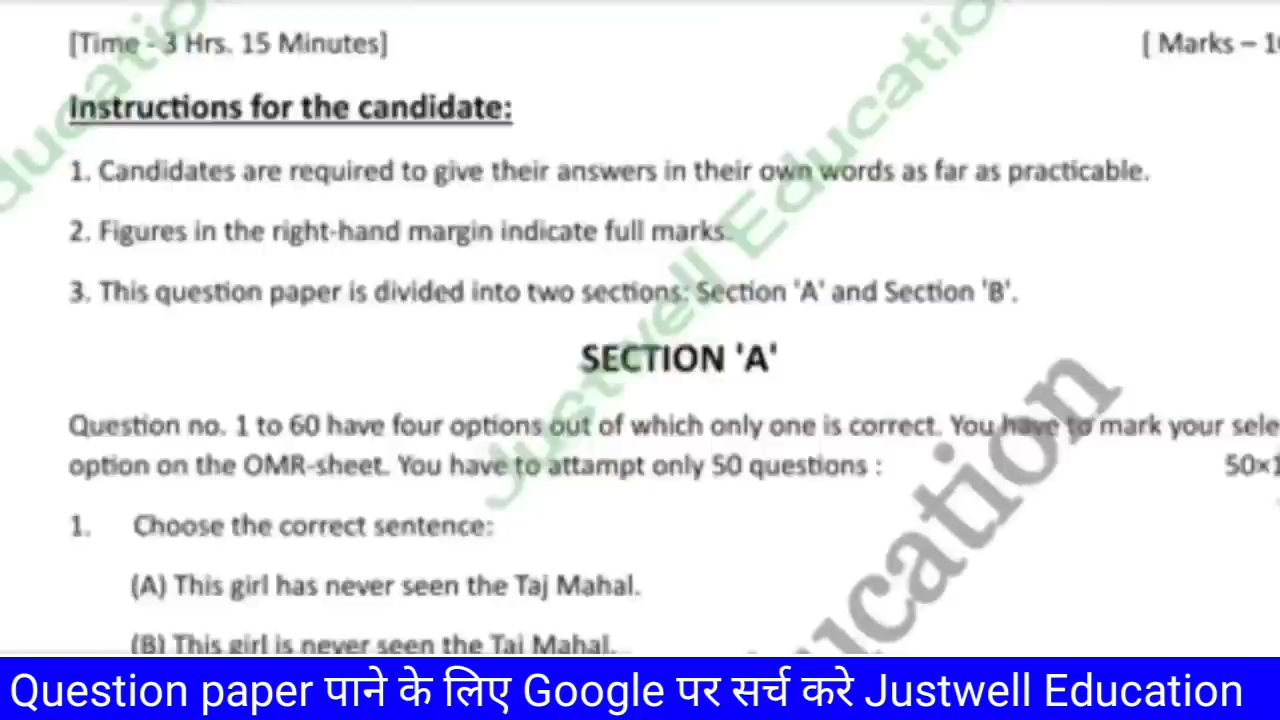 [Time - 3 Hrs. 15 Minutes] [ Marks – 1
Instructions for the candidate:
1. Candidates are required to give their answers in their own words as far as practicable.
2. Figures in the right-hand margin indicate full marks.
3. This question paper is divided into two sections: Section 'A' and Section 'B'.
SECTION 'A'
Question no. 1 to 60 have four options out of which only one is correct. You have to mark your sele
option on the OMR-sheet. You have to attampt only 50 questions : 50×1
1. Choose the correct sentence:
(A) This girl has never seen the Taj Mahal.
(B) This girl is never seen the Taj Mahal.
Justwell Education
ducation
ucation
Question paper पाने के लिए Google पर सर्च करे Justwell Education